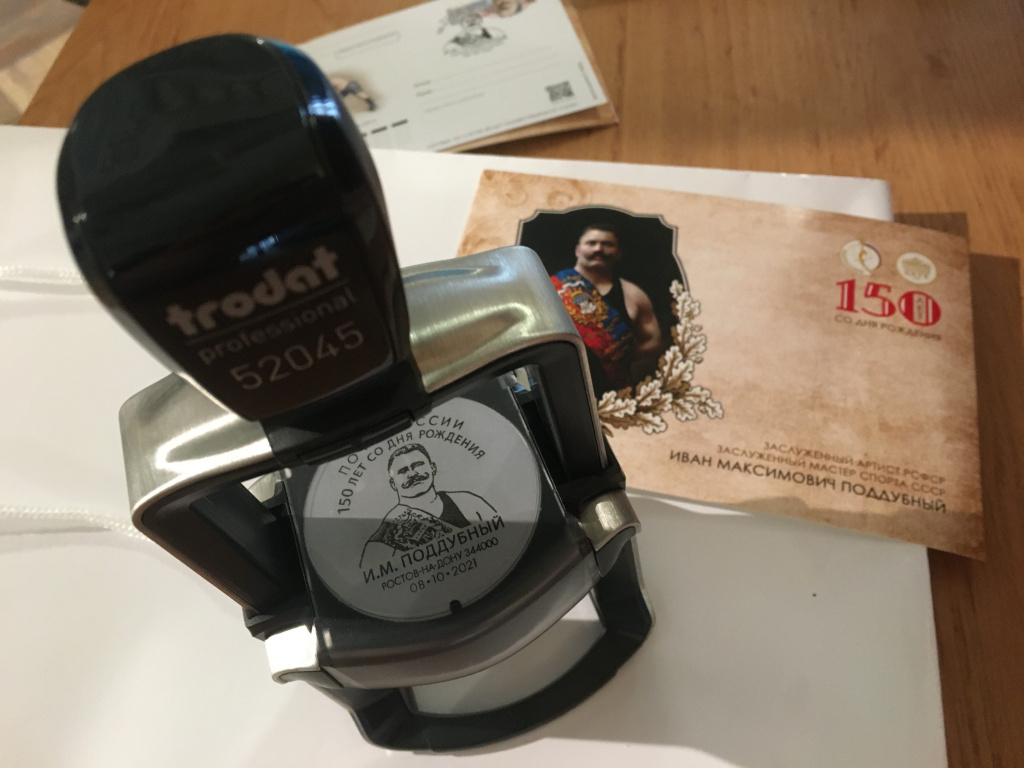 trodat
professional
52045
150 ЛЕТ СО ДНЯ РОЖДЕНИЯ
И.М. ПОДДУБНЫЙ
РОСТОВ-НА-ДОНУ 344000
08•10•2021
150
ЛЕТ
СО ДНЯ РОЖДЕНИЯ
ЗАСЛУЖЕННЫЙ АРТИСТ РСФСР
ЗАСЛУЖЕННЫЙ МАСТЕР СПОРТА СССР
ИВАН МАКСИМОВИЧ ПОДДУБНЫЙ